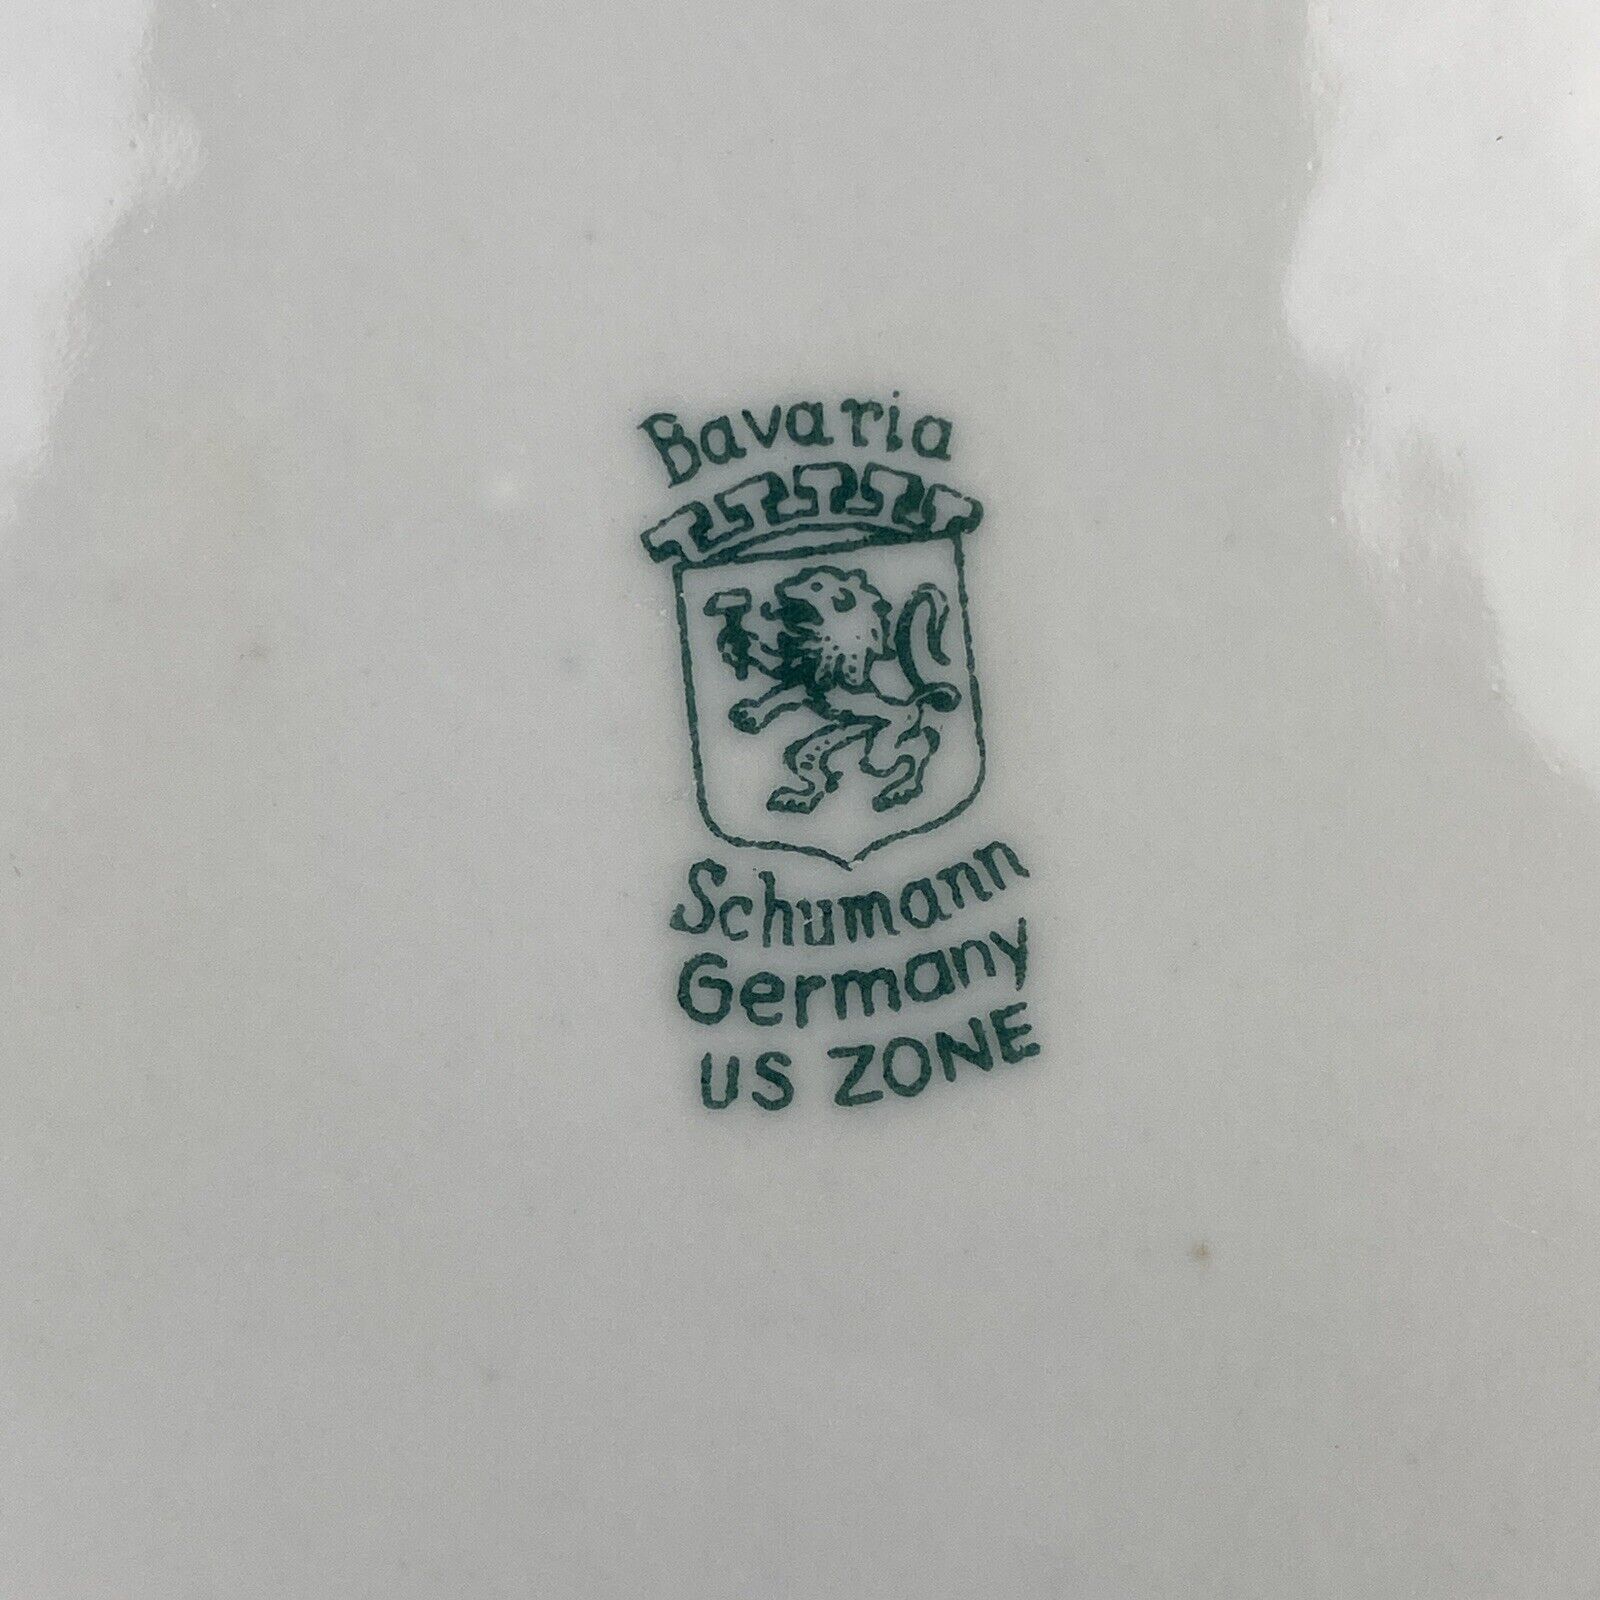 Bavaria
Schumann
Germany
US ZONE